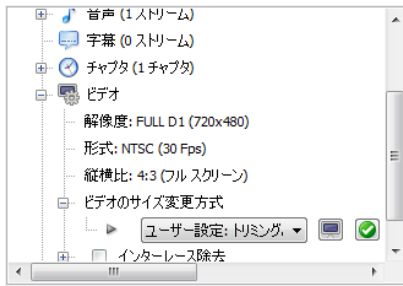 音声 (1 ストリーム)
字幕 (0 ストリーム)
チャプタ (1 チャプタ)
ビデオ
解像度: FULL D1 (720x480)
形式: NTSC (30 Fps)
縦横比: 4:3 (フル スクリーン)
ビデオのサイズ変更方式
ユーザー設定: トリミング,
インターレース除去